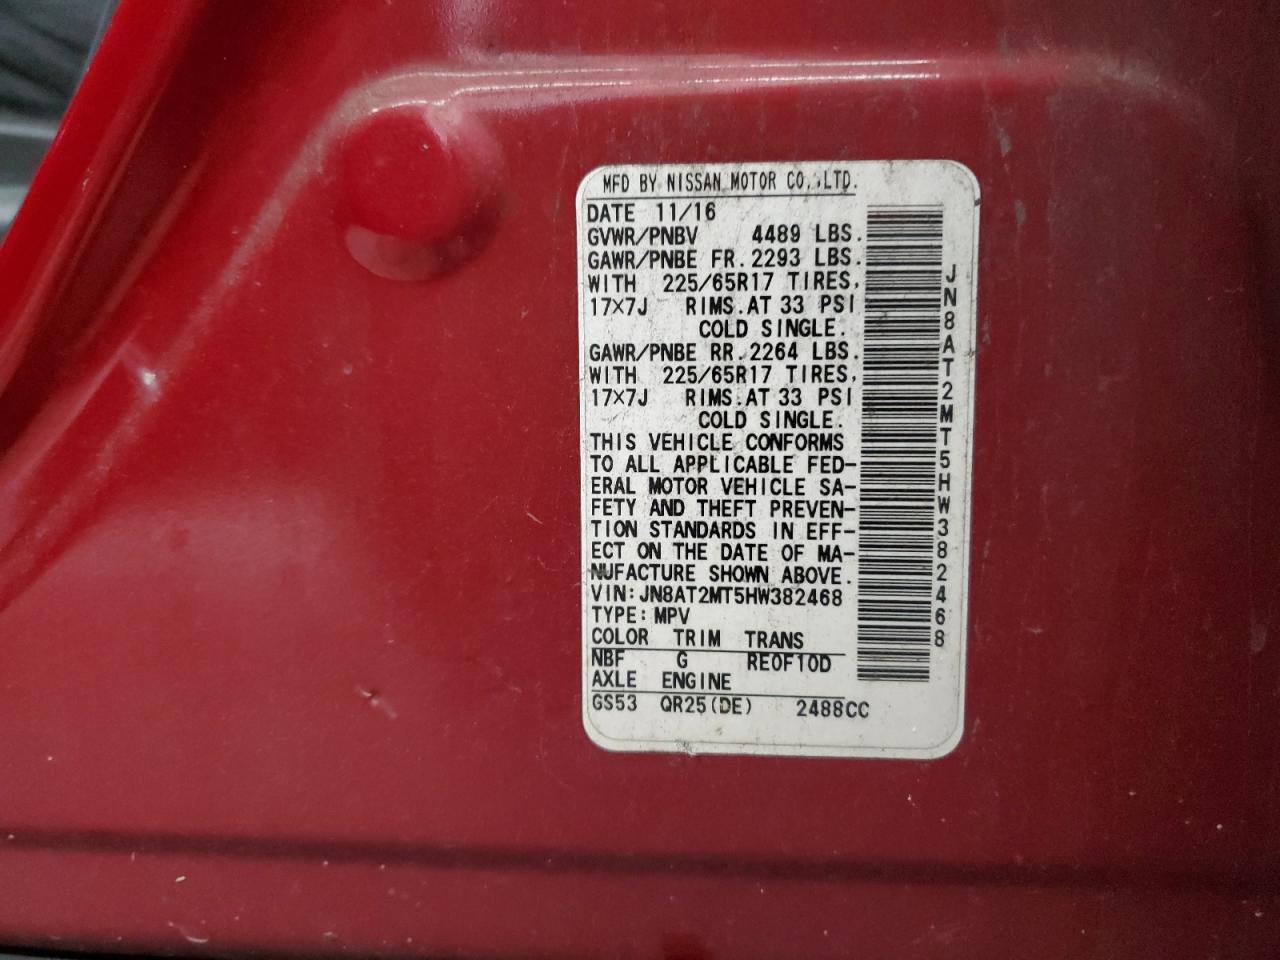 MFD BY NISSAN MOTOR CO.,LTD.
DATE 11/16
GVWR/PNBV 4489 LBS.
GAWR/PNBE FR. 2293 LBS.
WITH 225/65R17 TIRES,
17×7J RIMS. AT 33 PSI
COLD SINGLE.
GAWR/PNBE RR. 2264 LBS.
WITH 225/65R17 TIRES,
17×7J RIMS. AT 33 PSI
COLD SINGLE.
THIS VEHICLE CONFORMS
TO ALL APPLICABLE FED-
ERAL MOTOR VEHICLE SA-
FETY AND THEFT PREVEN-
TION STANDARDS IN EFF-
ECT ON THE DATE OF MA-
NUFACTURE SHOWN ABOVE.
VIN: JN8AT2MT5HW382468
TYPE: MPV
COLOR TRIM TRANS
NBF G RE0F10D
AXLE ENGINE
GS53 QR25(DE) 2488CC
JN8AT2MT5HW382468